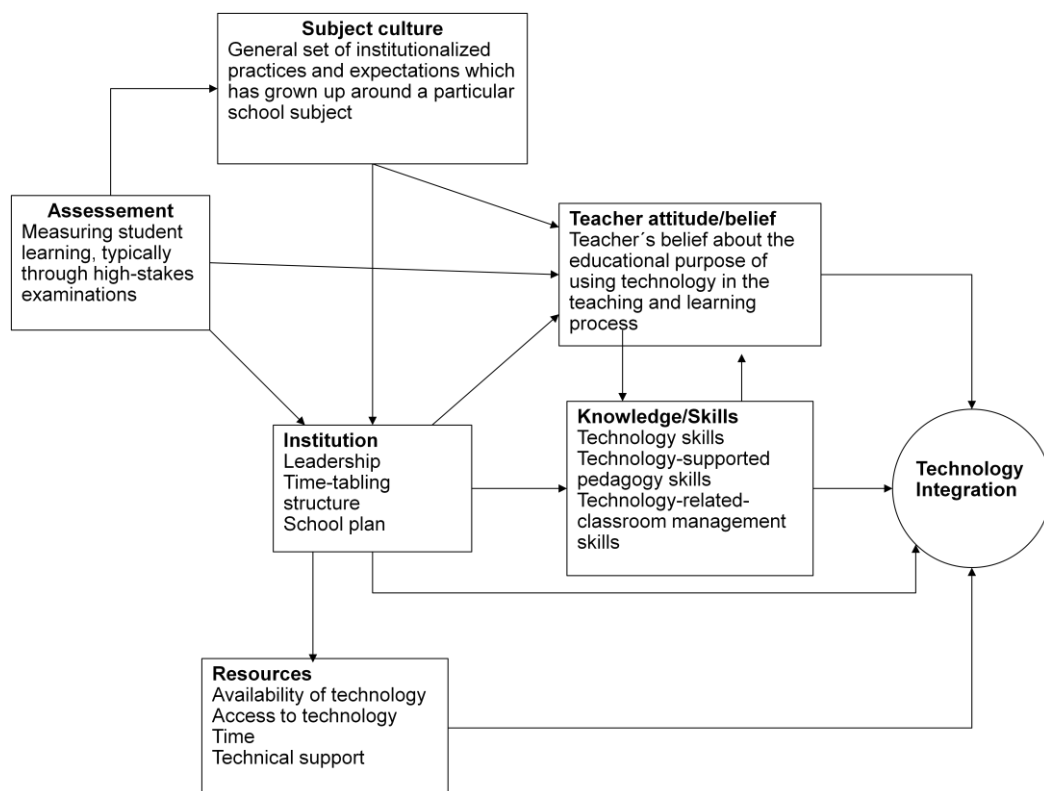 Subject culture
General set of institutionalized
practices and expectations which
has grown up around a particular
school subject
Assessement
Measuring student
learning, typically
through high-stakes
examinations
Teacher attitude/belief
Teacher´s belief about the
educational purpose of
using technology in the
teaching and learning
process
Institution
Leadership
Time-tabling
structure
School plan
Knowledge/Skills
Technology skills
Technology-supported
pedagogy skills
Technology-related-
classroom management
skills
Technology
Integration
Resources
Availability of technology
Access to technology
Time
Technical support